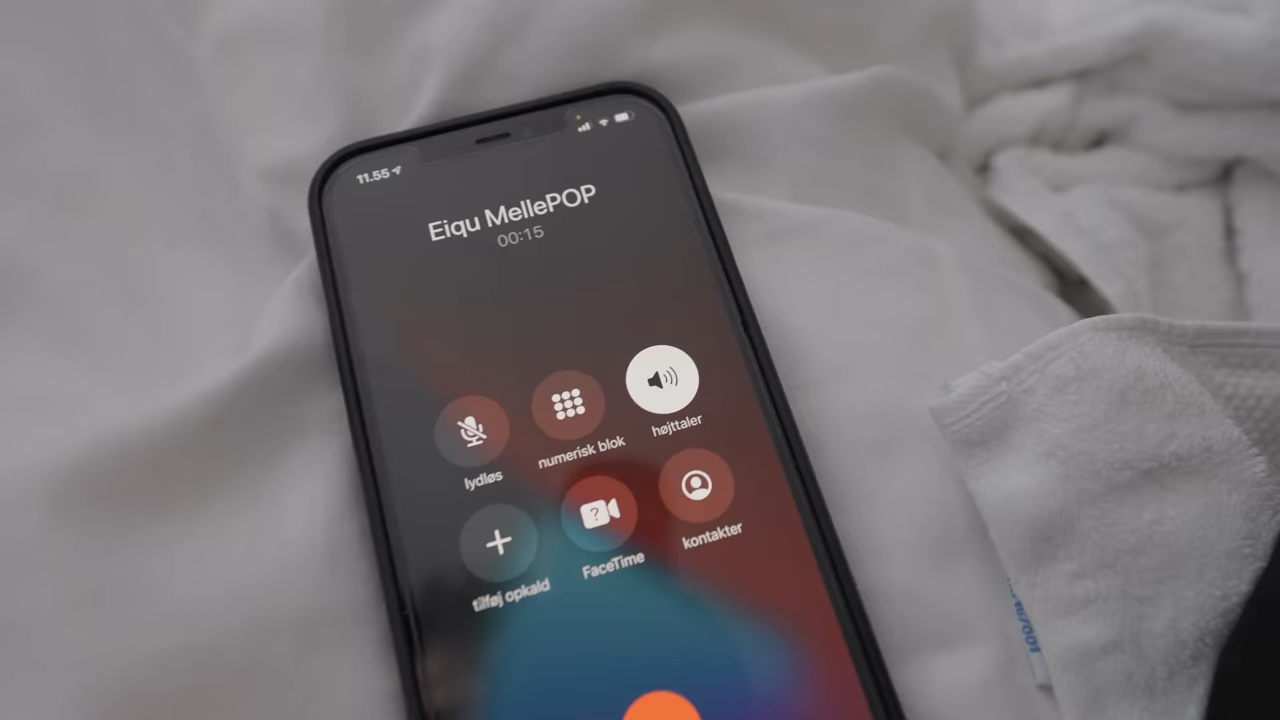 11.55
Eiqu MellePOP
00:15
lydløs
numerisk blok
højttaler
tilføj opkald
FaceTime
kontakter